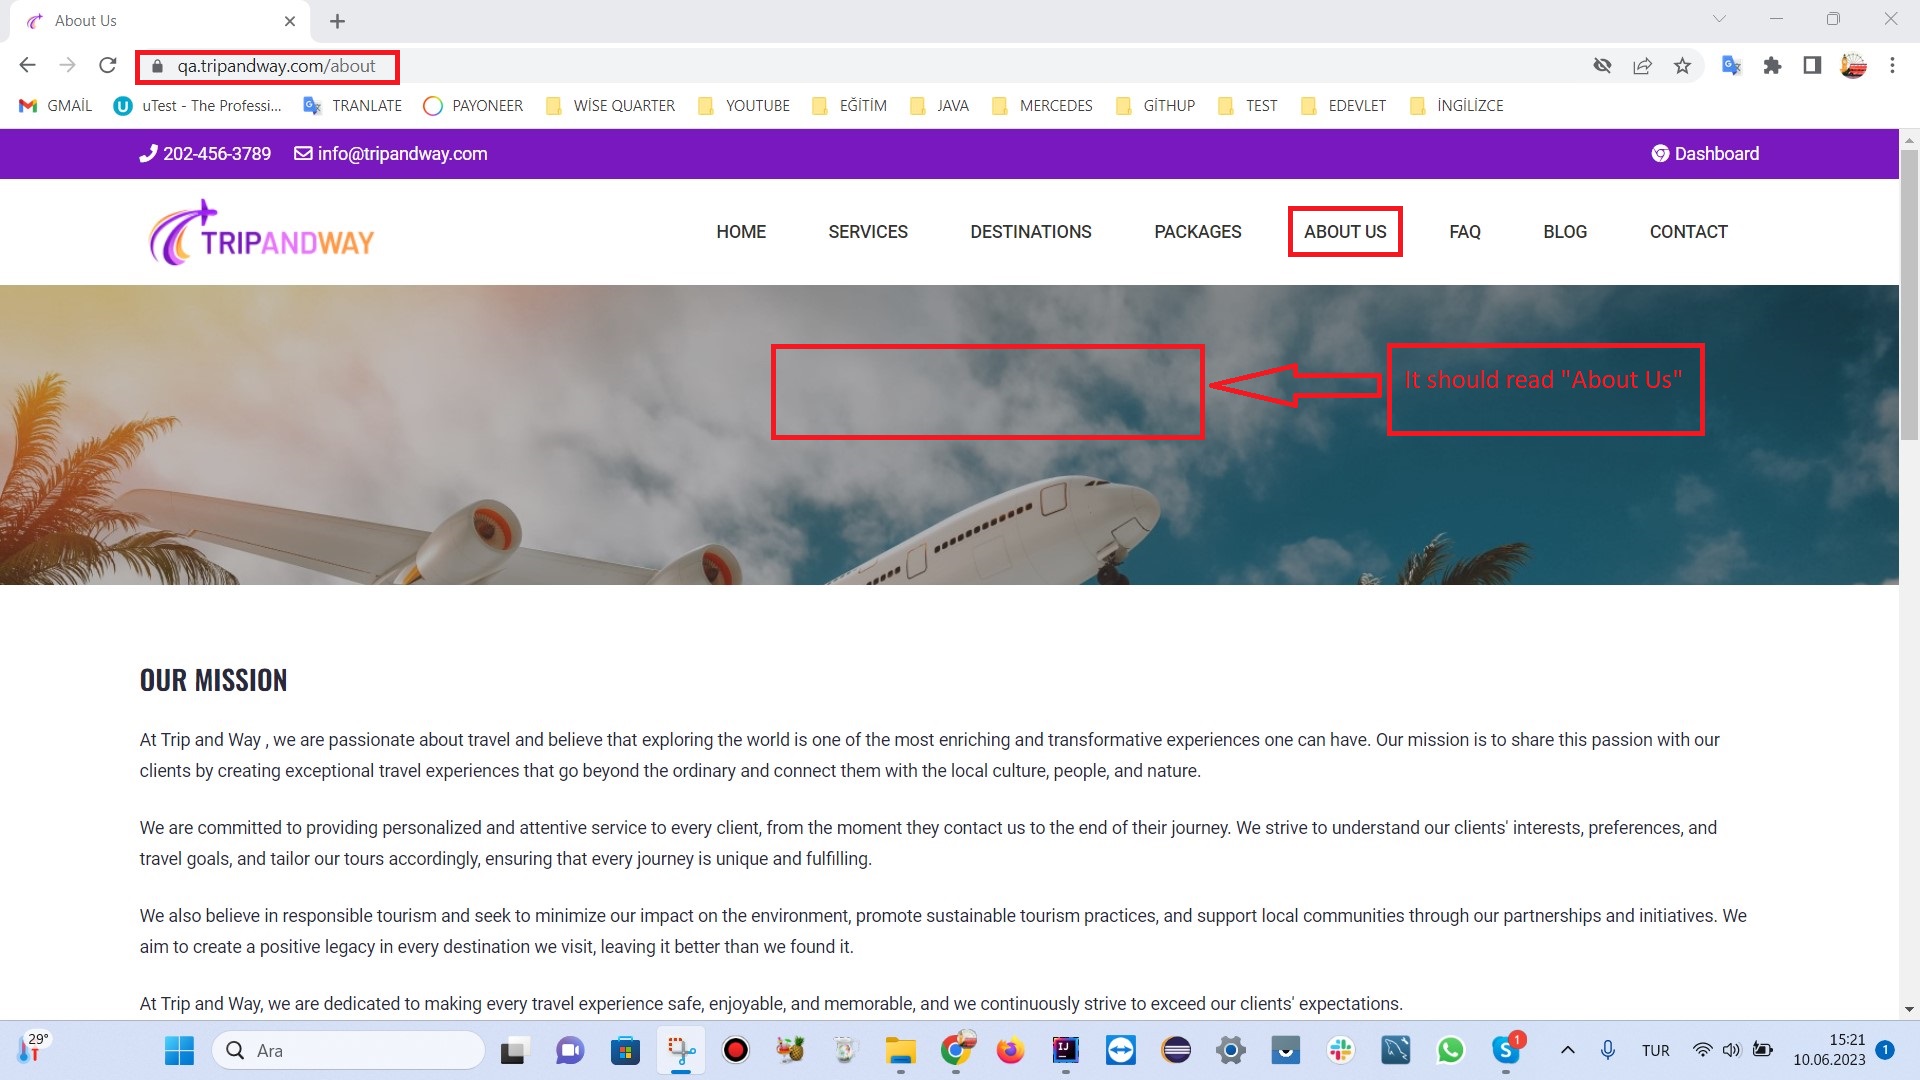 About Us
qa.tripandway.com/about
GMAİL
uTest - The Professi...
TRANLATE
PAYONEER
WİSE QUARTER
YOUTUBE
EĞİTİM
JAVA
MERCEDES
GİTHUP
TEST
EDEVLET
İNGİLİZCE
202-456-3789 info@tripandway.com Dashboard
TRIPANDWAY
HOME SERVICES DESTINATIONS PACKAGES ABOUT US FAQ BLOG CONTACT
It should read "About Us"
OUR MISSION
At Trip and Way , we are passionate about travel and believe that exploring the world is one of the most enriching and transformative experiences one can have. Our mission is to share this passion with our
clients by creating exceptional travel experiences that go beyond the ordinary and connect them with the local culture, people, and nature.
We are committed to providing personalized and attentive service to every client, from the moment they contact us to the end of their journey. We strive to understand our clients' interests, preferences, and
travel goals, and tailor our tours accordingly, ensuring that every journey is unique and fulfilling.
We also believe in responsible tourism and seek to minimize our impact on the environment, promote sustainable tourism practices, and support local communities through our partnerships and initiatives. We
aim to create a positive legacy in every destination we visit, leaving it better than we found it.
At Trip and Way, we are dedicated to making every travel experience safe, enjoyable, and memorable, and we continuously strive to exceed our clients' expectations.
29°
Ara
1
TUR
15:21
10.06.2023
1